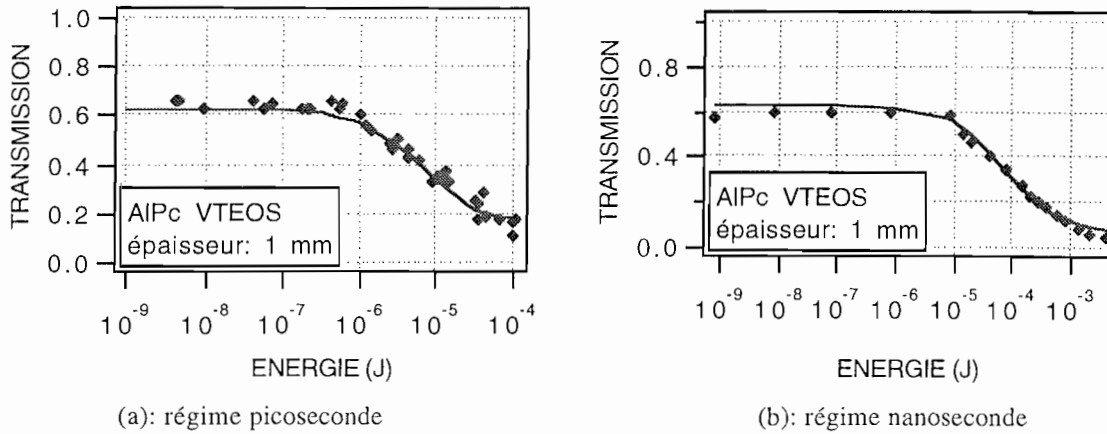 TRANSMISSION
1.0
0.8
0.6
0.4
0.2
0.0
AlPc VTEOS
épaisseur: 1 mm
10⁻⁹ 10⁻⁸ 10⁻⁷ 10⁻⁶ 10⁻⁵ 10⁻⁴
ENERGIE (J)
(a): régime picoseconde
TRANSMISSION
0.8
0.4
0.0
AlPc VTEOS
épaisseur: 1 mm
10⁻⁹ 10⁻⁸ 10⁻⁷ 10⁻⁶ 10⁻⁵ 10⁻⁴ 10⁻³
ENERGIE (J)
(b): régime nanoseconde